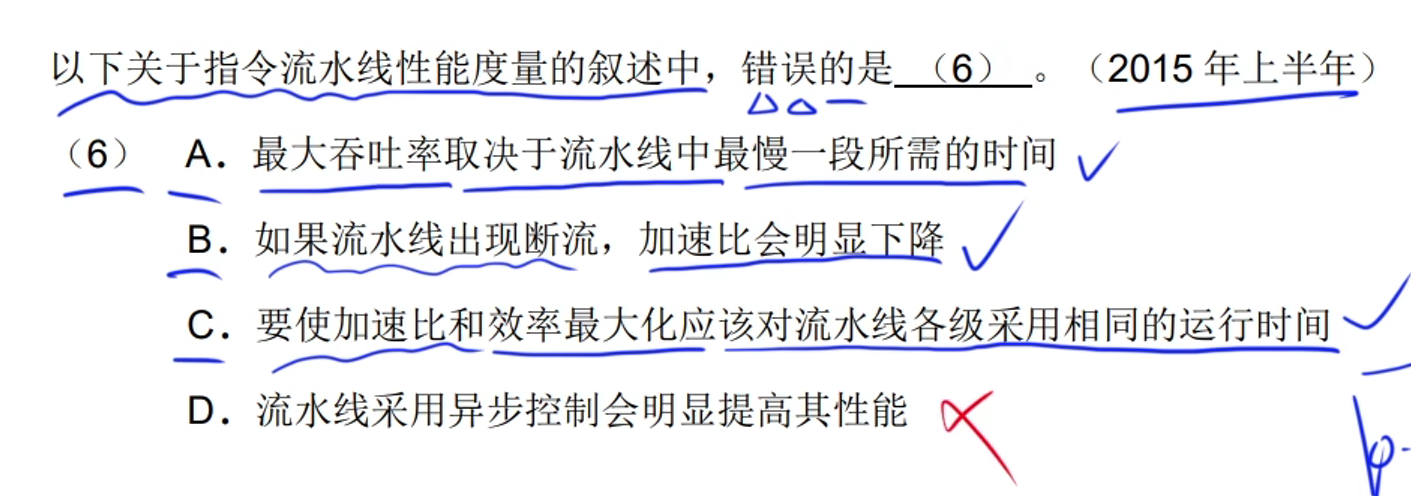 以下关于指令流水线性能度量的叙述中，错误的是 （6） 。（2015 年上半年）
（6） A．最大吞吐率取决于流水线中最慢一段所需的时间
B．如果流水线出现断流，加速比会明显下降
C．要使加速比和效率最大化应该对流水线各级采用相同的运行时间
D．流水线采用异步控制会明显提高其性能